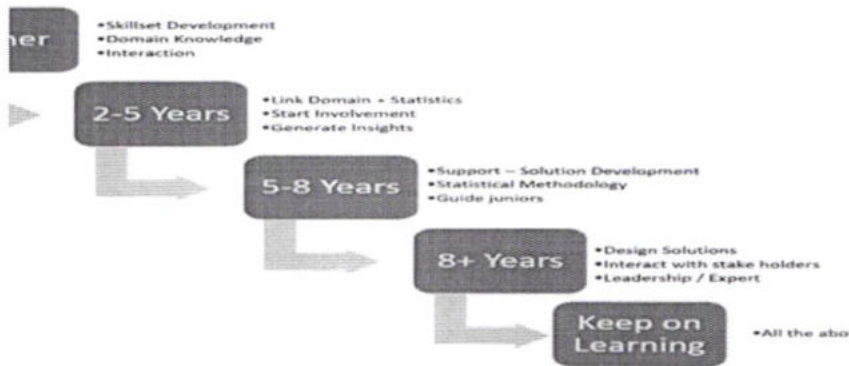 ner
•Skillset Development
•Domain Knowledge
•Interaction
2-5 Years
•Link Domain + Statistics
•Start Involvement
•Generate Insights
5-8 Years
•Support – Solution Development
•Statistical Methodology
•Guide juniors
8+ Years
•Design Solutions
•Interact with stake holders
•Leadership / Expert
Keep on
Learning
•All the abo